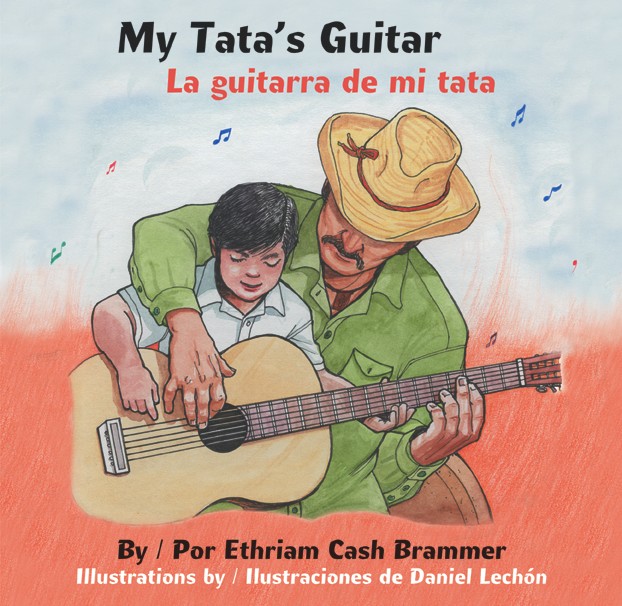 My Tata's Guitar
La guitarra de mi tata
By / Por Ethriam Cash Brammer
Illustrations by / Ilustraciones de Daniel Lechón